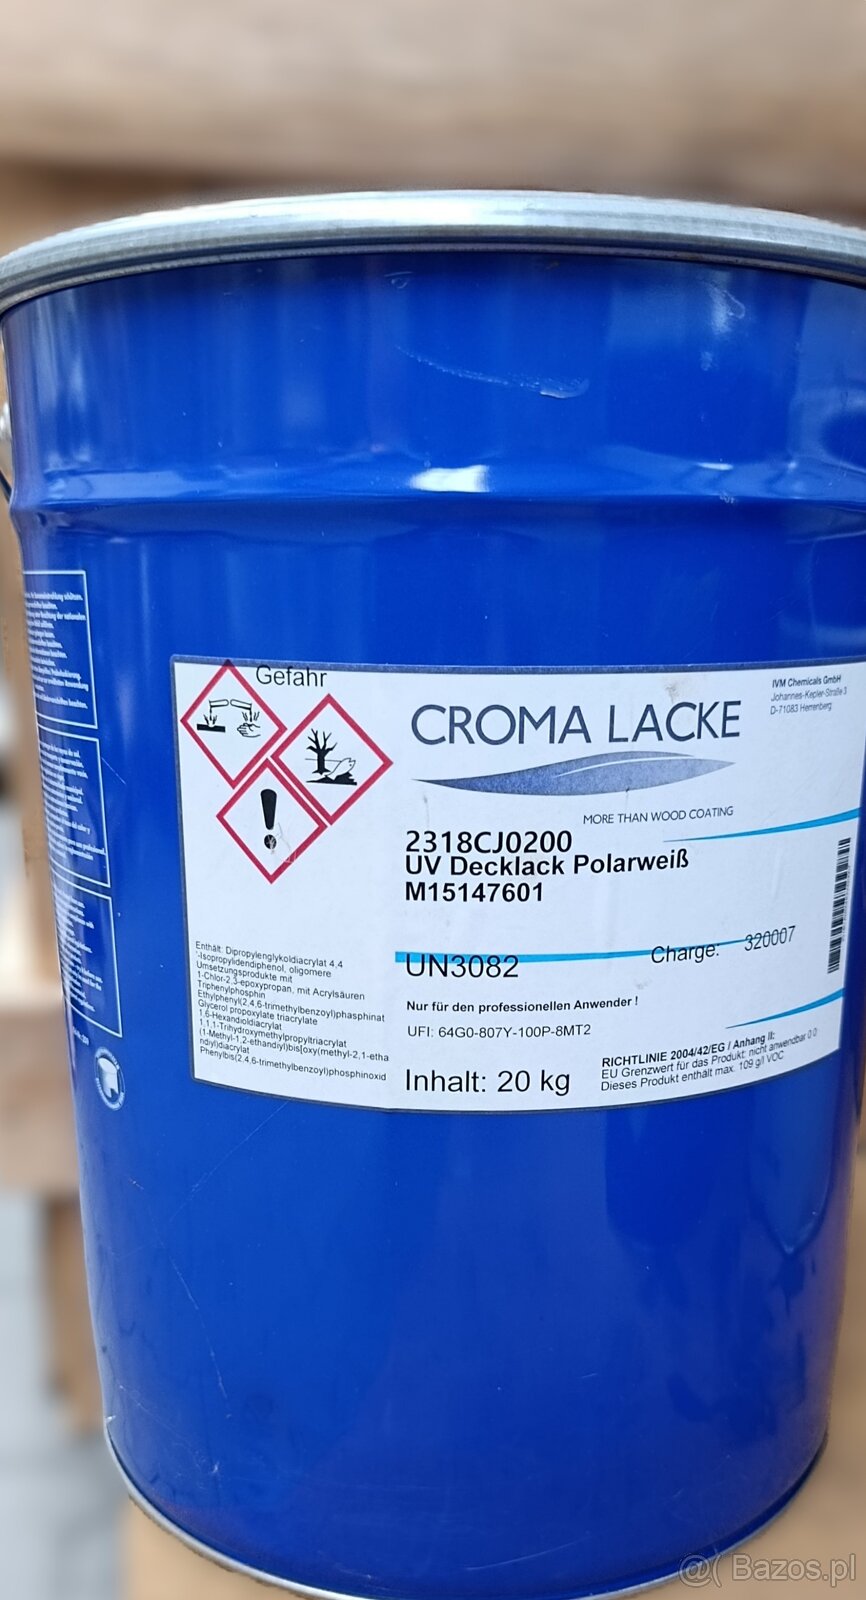 Gefahr
IVM Chemicals GmbH
Johannes-Kepler-Straße 3
D-71083 Herrenberg
CROMA LACKE
MORE THAN WOOD COATING
2318CJ0200
UV Decklack Polarweiß
M15147601
UN3082
Charge: 320007
Nur für den professionellen Anwender !
UFI: 64G0-807Y-100P-8MT2
Inhalt: 20 kg
RICHTLINIE 2004/42/EG / Anhang II:
EU Grenzwert für das Produkt: nicht anwendbar 0.0
Dieses Produkt enthält max. 109 g/l VOC
Enthält: Dipropylenglykoldiacrylat 4,4
'-Isopropylidendiphenol, oligomere
Umsetzungsprodukte mit
1-Chlor-2,3-epoxypropan, mit Acrylsäuren
Triphenylphosphin
Ethylphenyl(2,4,6-trimethylbenzoyl)phosphinat
Glycerol propoxylate triacrylate
1,6-Hexandioldiacrylat
1,1,1-Trihydroxymethylpropyltriacrylat
(1-Methyl-1,2-ethandiyl)bis[oxy(methyl-2,1-etha
ndiyl)diacrylat
Phenylbis(2,4,6-trimethylbenzoyl)phosphinoxid
@( Bazos.pl